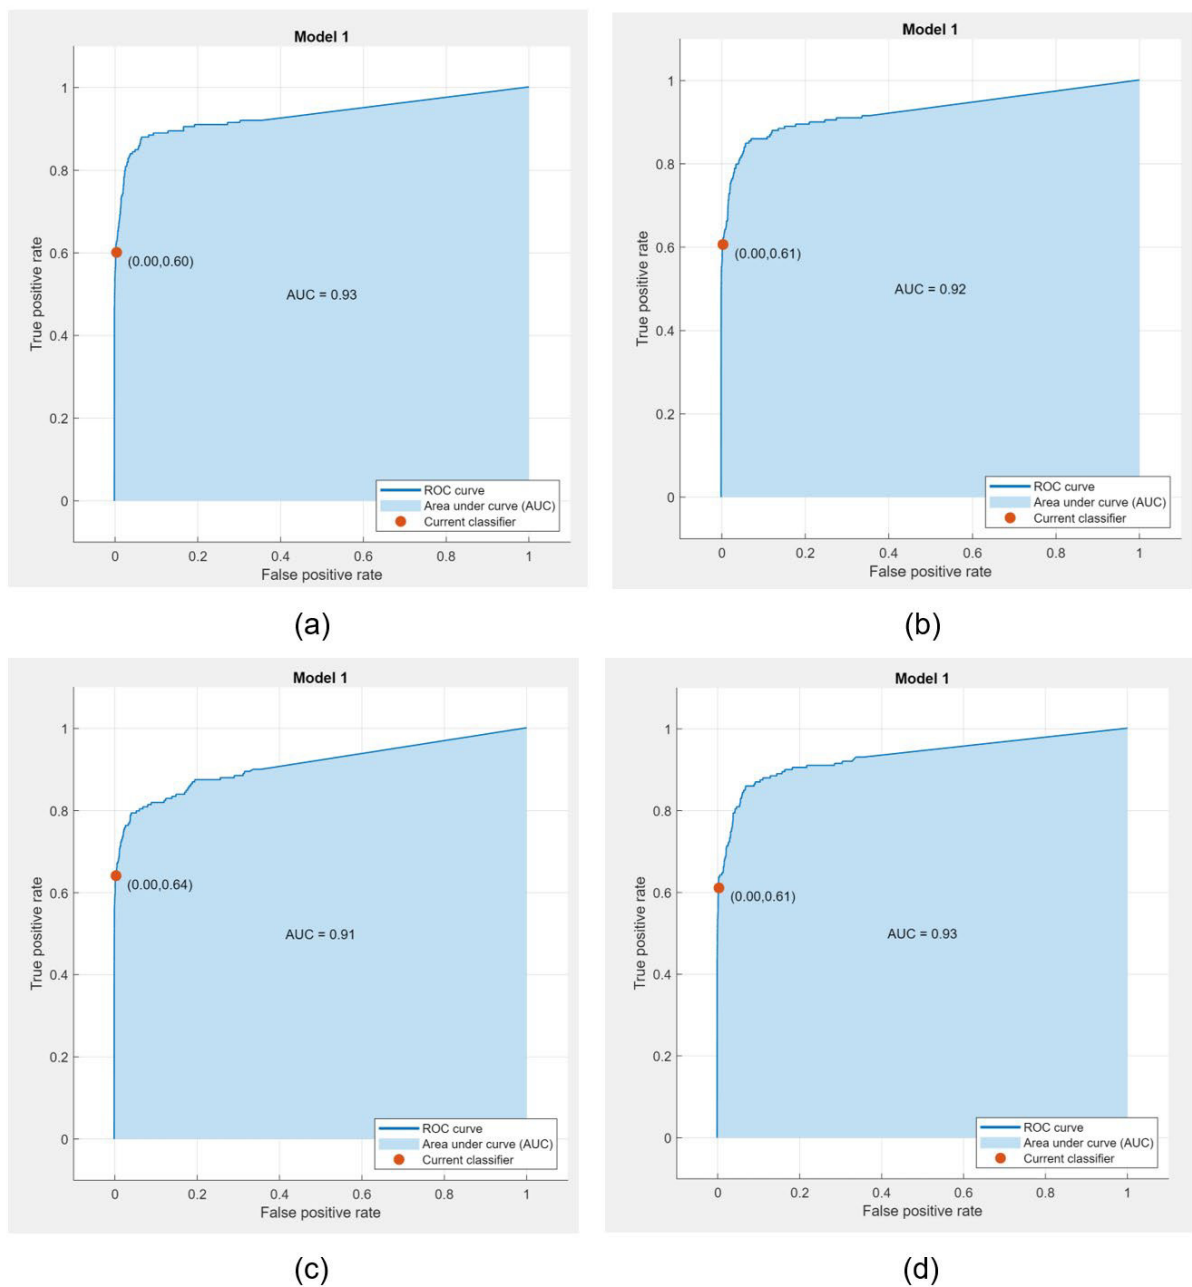 Model 1
1
0.8
0.6
0.4
0.2
0
True positive rate
(0.00,0.60)
AUC = 0.93
ROC curve
Area under curve (AUC)
Current classifier
0 0.2 0.4 0.6 0.8 1
False positive rate
(a)
Model 1
1
0.8
0.6
0.4
0.2
0
True positive rate
(0.00,0.61)
AUC = 0.92
ROC curve
Area under curve (AUC)
Current classifier
0 0.2 0.4 0.6 0.8 1
False positive rate
(b)
Model 1
1
0.8
0.6
0.4
0.2
0
True positive rate
(0.00,0.64)
AUC = 0.91
ROC curve
Area under curve (AUC)
Current classifier
0 0.2 0.4 0.6 0.8 1
False positive rate
(c)
Model 1
1
0.8
0.6
0.4
0.2
0
True positive rate
(0.00,0.61)
AUC = 0.93
ROC curve
Area under curve (AUC)
Current classifier
0 0.2 0.4 0.6 0.8 1
False positive rate
(d)